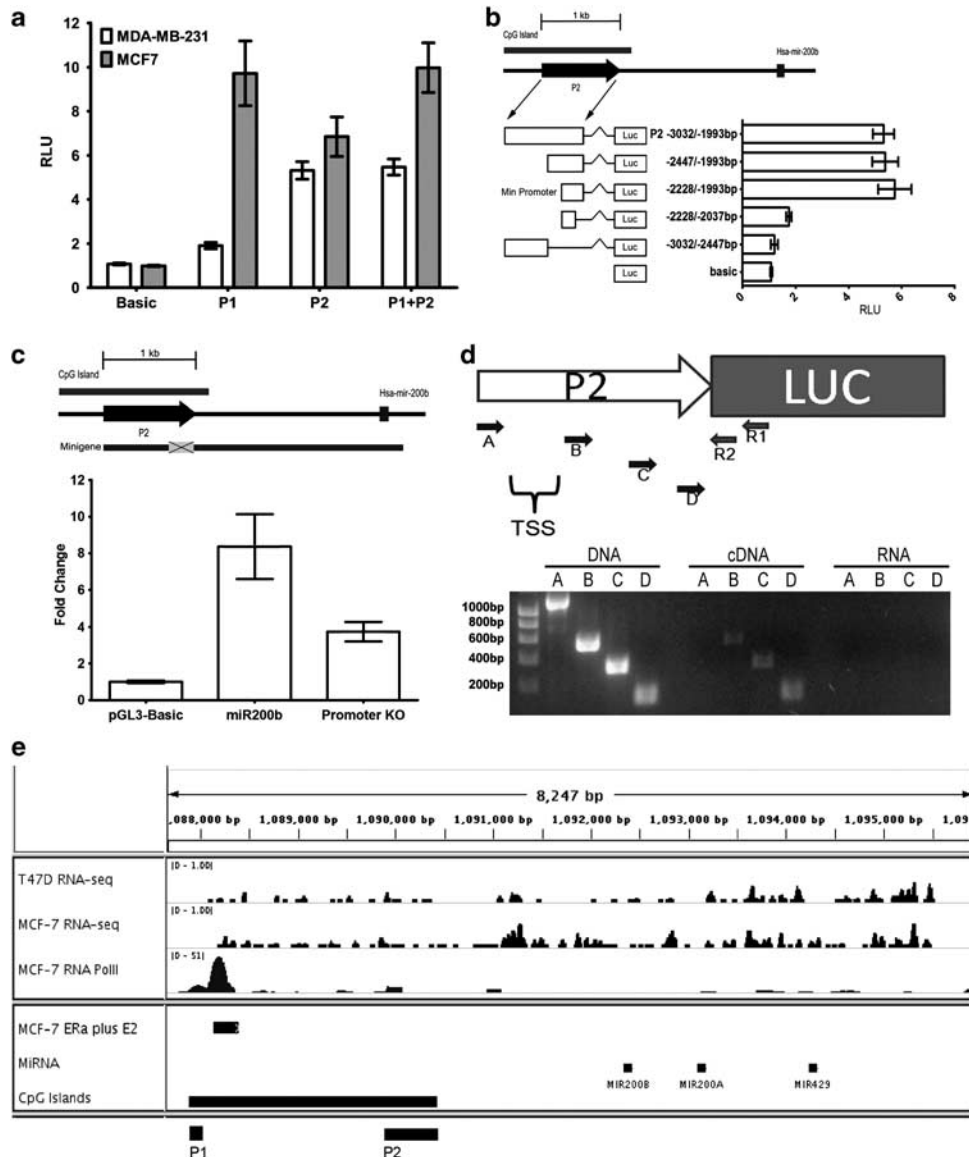 a
12
10
8
6
4
2
0
RLU
MDA-MB-231
MCF7
Basic P1 P2 P1+P2
b
1 kb
CpG Island
Hsa-mir-200b
P2
Luc P2 -3032/-1993bp
Luc -2447/-1993bp
Min Promoter Luc -2228/-1993bp
Luc -2228/-2037bp
Luc -3032/-2447bp
Luc basic
0 2 4 6 8
RLU
c
1 kb
CpG Island
Hsa-mir-200b
P2
Minigene
12
10
8
6
4
2
0
Fold Change
pGL3-Basic miR200b Promoter KO
d
P2 LUC
A B C D R2 R1
TSS
DNA cDNA RNA
A B C D A B C D A B C D
1000bp
800bp
600bp
400bp
200bp
e
8,247 bp
,088,000 bp 1,089,000 bp 1,090,000 bp 1,091,000 bp 1,092,000 bp 1,093,000 bp 1,094,000 bp 1,095,000 bp 1,09
T47D RNA-seq
|0 - 1.00|
MCF-7 RNA-seq
|0 - 1.00|
MCF-7 RNA PolII
|0 - 51|
MCF-7 ERa plus E2
MiRNA
MIR200B MIR200A MIR429
CpG Islands
P1 P2